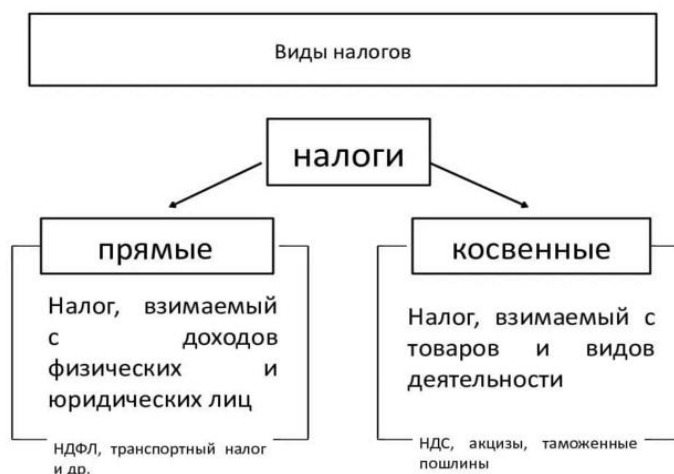 Виды налогов
налоги
прямые
Налог, взимаемый
с доходов
физических и
юридических лиц
НДФЛ, транспортный налог
и др.
косвенные
Налог, взимаемый с
товаров и видов
деятельности
НДС, акцизы, таможенные
пошлины